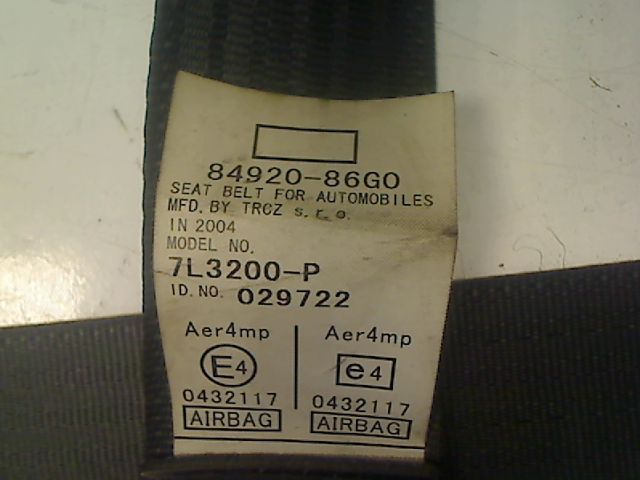 84920-86G0
SEAT BELT FOR AUTOMOBILES
MFD. BY TRCZ s. r. o.
IN 2004
MODEL NO.
7L3200-P
ID. NO. 029722
Aer4mp Aer4mp
E4 e4
0432117 0432117
AIRBAG AIRBAG